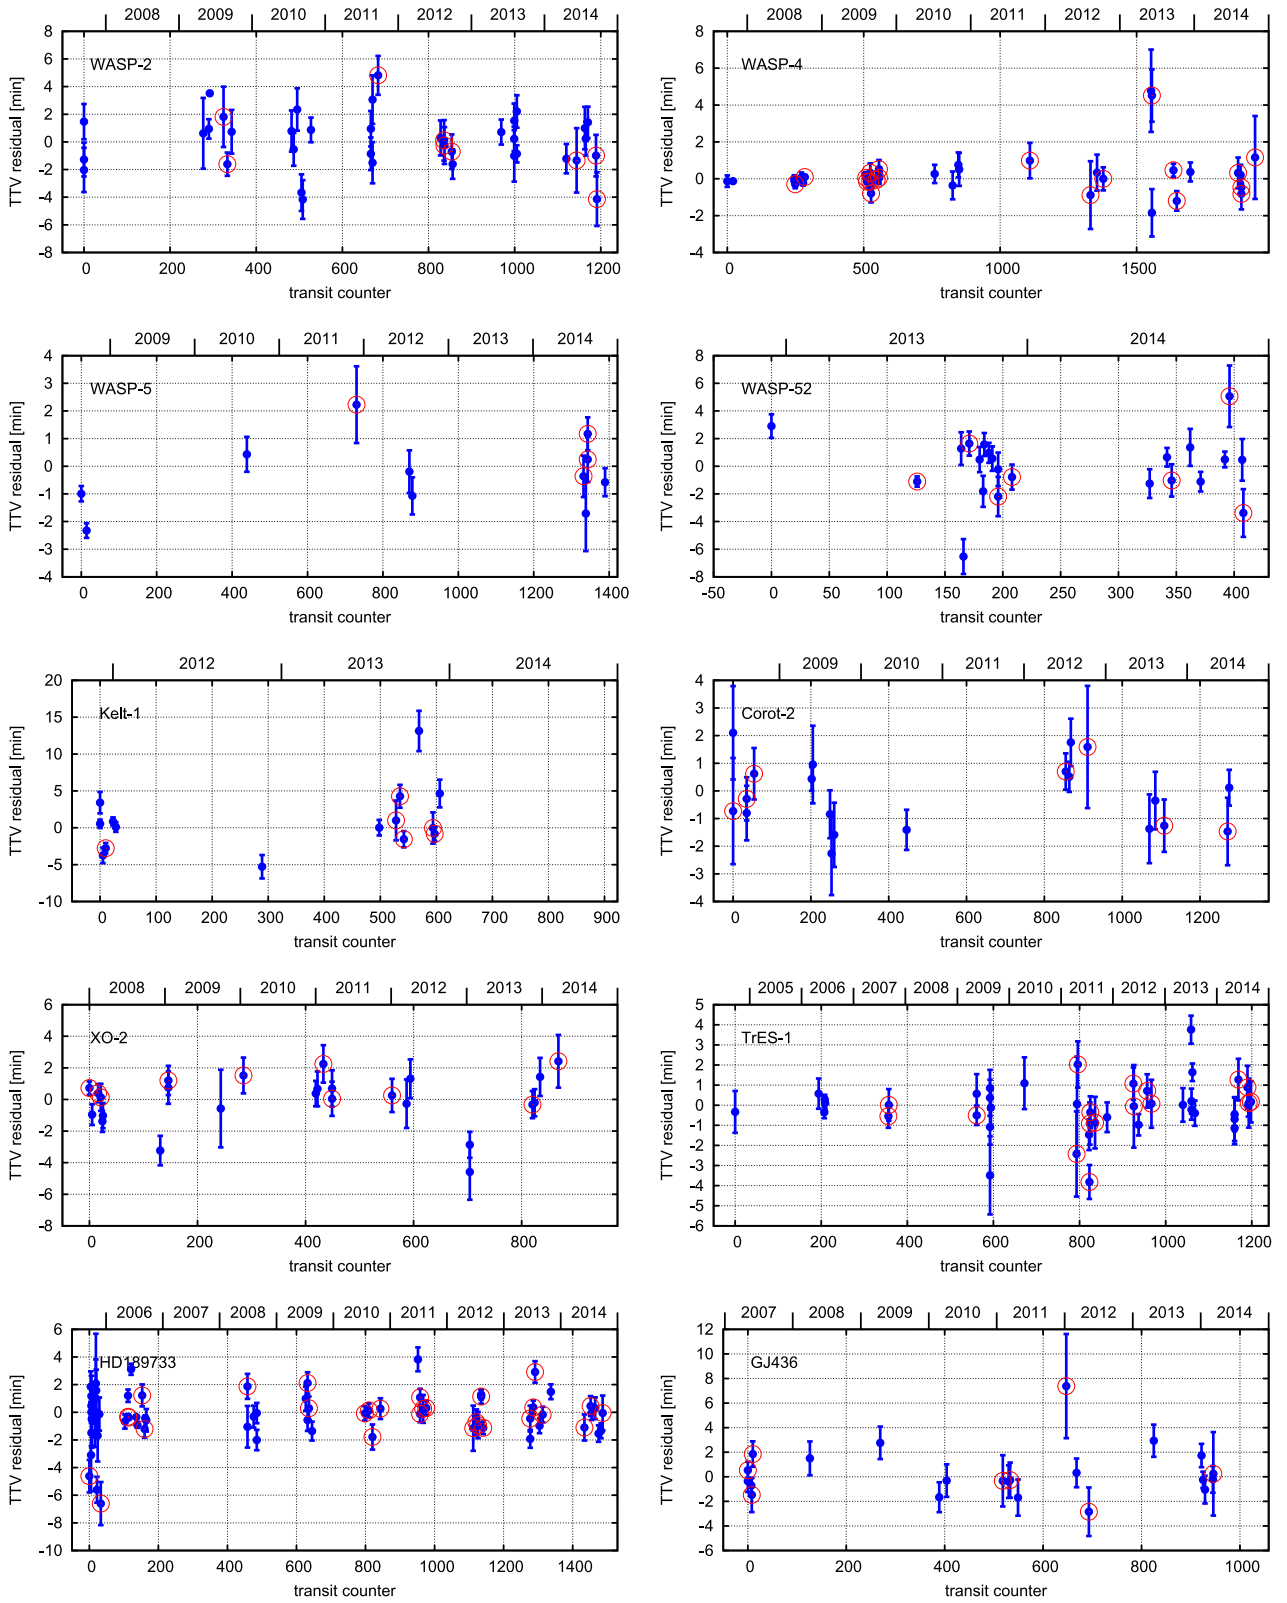 2008 2009 2010 2011 2012 2013 2014
WASP-2
TTV residual [min]
8 6 4 2 0 -2 -4 -6 -8
0 200 400 600 800 1000 1200
transit counter
2008 2009 2010 2011 2012 2013 2014
WASP-4
TTV residual [min]
8 6 4 2 0 -2 -4
0 500 1000 1500
transit counter
2009 2010 2011 2012 2013 2014
WASP-5
TTV residual [min]
4 3 2 1 0 -1 -2 -3 -4
0 200 400 600 800 1000 1200 1400
transit counter
2013 2014
WASP-52
TTV residual [min]
8 6 4 2 0 -2 -4 -6 -8
-50 0 50 100 150 200 250 300 350 400
transit counter
2012 2013 2014
Kelt-1
TTV residual [min]
20 15 10 5 0 -5 -10
0 100 200 300 400 500 600 700 800 900
transit counter
2009 2010 2011 2012 2013 2014
Corot-2
TTV residual [min]
4 3 2 1 0 -1 -2 -3 -4
0 200 400 600 800 1000 1200
transit counter
2008 2009 2010 2011 2012 2013 2014
XO-2
TTV residual [min]
6 4 2 0 -2 -4 -6 -8
0 200 400 600 800
transit counter
2005 2006 2007 2008 2009 2010 2011 2012 2013 2014
TrES-1
TTV residual [min]
5 4 3 2 1 0 -1 -2 -3 -4 -5 -6
0 200 400 600 800 1000 1200
transit counter
2006 2007 2008 2009 2010 2011 2012 2013 2014
HD189733
TTV residual [min]
6 4 2 0 -2 -4 -6 -8 -10
0 200 400 600 800 1000 1200 1400
transit counter
2007 2008 2009 2010 2011 2012 2013 2014
GJ436
TTV residual [min]
12 10 8 6 4 2 0 -2 -4 -6
0 200 400 600 800 1000
transit counter